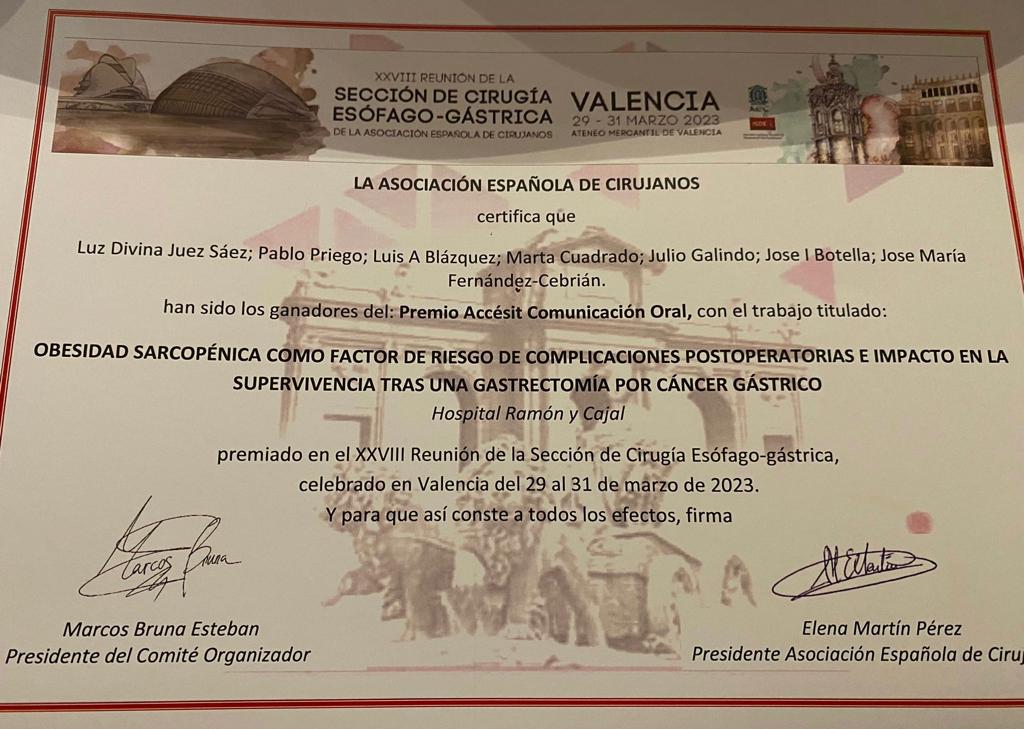 XXVIII REUNIÓN DE LA
SECCIÓN DE CIRUGÍA
ESÓFAGO-GÁSTRICA
DE LA ASOCIACIÓN ESPAÑOLA DE CIRUJANOS
VALENCIA
29 - 31 MARZO 2023
ATENEO MERCANTIL DE VALENCIA
LA ASOCIACIÓN ESPAÑOLA DE CIRUJANOS
certifica que
Luz Divina Juez Sáez; Pablo Priego; Luis A Blázquez; Marta Cuadrado; Julio Galindo; Jose I Botella; Jose María
Fernández-Cebrián.
han sido los ganadores del: Premio Accésit Comunicación Oral, con el trabajo titulado:
OBESIDAD SARCOPÉNICA COMO FACTOR DE RIESGO DE COMPLICACIONES POSTOPERATORIAS E IMPACTO EN LA
SUPERVIVENCIA TRAS UNA GASTRECTOMÍA POR CÁNCER GÁSTRICO
Hospital Ramón y Cajal
premiado en el XXVIII Reunión de la Sección de Cirugía Esófago-gástrica,
celebrado en Valencia del 29 al 31 de marzo de 2023.
Y para que así conste a todos los efectos, firma
Marcos Bruna
M E Martín
Marcos Bruna Esteban
Presidente del Comité Organizador
Elena Martín Pérez
Presidente Asociación Española de Ciruj